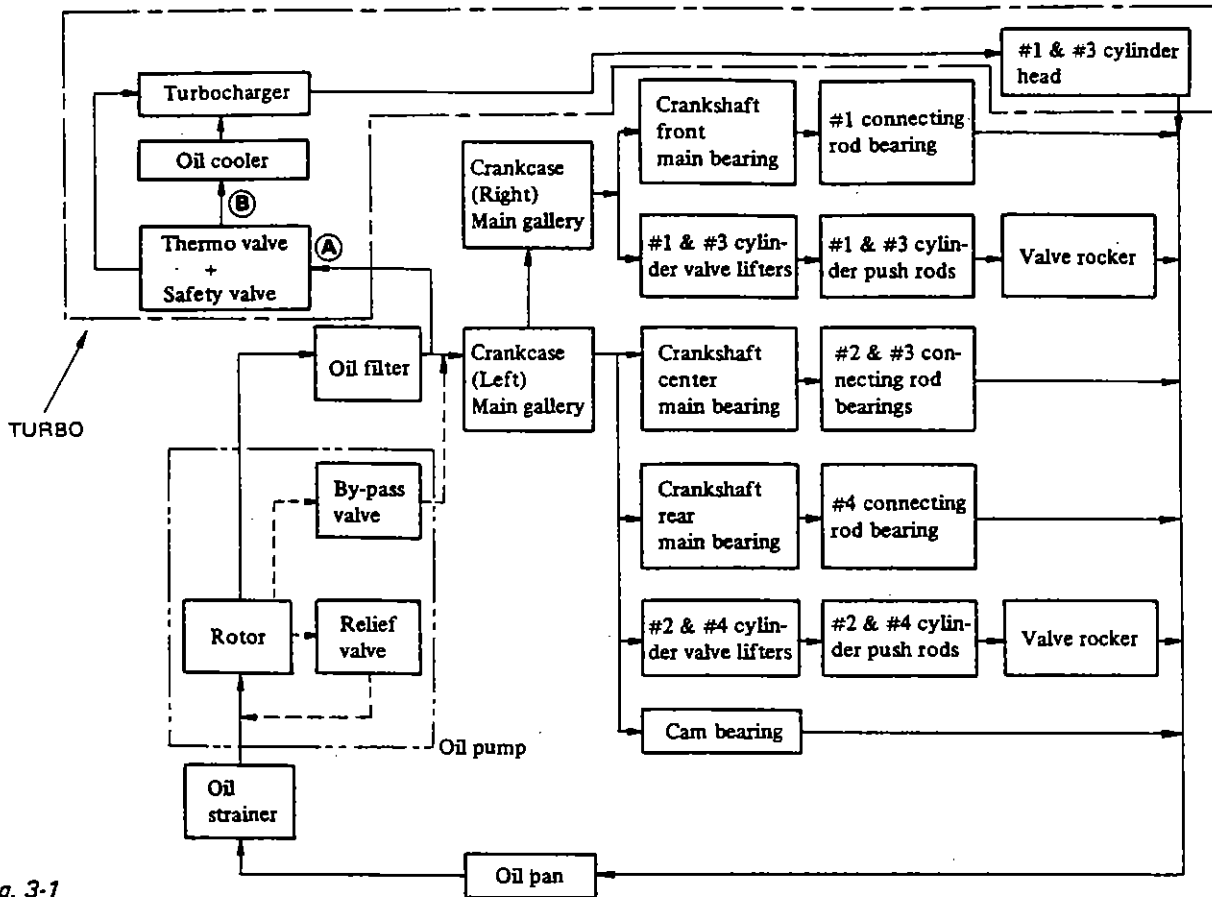 #1 & #3 cylinder
head
Turbocharger
Crankcase
(Right)
Main gallery
Crankshaft
front
main bearing
#1 connecting
rod bearing
Oil cooler
B
Thermo valve
+
Safety valve
A
#1 & #3 cylin-
der valve lifters
#1 & #3 cylin-
der push rods
Valve rocker
TURBO
Oil filter
Crankcase
(Left)
Main gallery
Crankshaft
center
main bearing
#2 & #3 con-
necting rod
bearings
By-pass
valve
Crankshaft
rear
main bearing
#4 connecting
rod bearing
Rotor
Relief
valve
#2 & #4 cylin-
der valve lifters
#2 & #4 cylin-
der push rods
Valve rocker
Oil pump
Cam bearing
Oil
strainer
Oil pan
g. 3-1